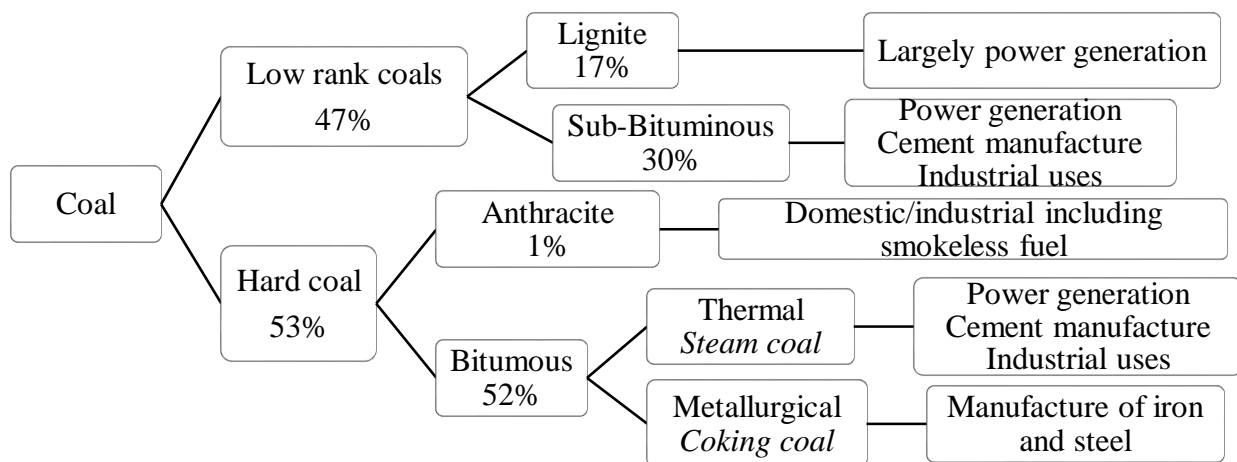 Coal
Low rank coals
47%
Lignite
17%
Largely power generation
Sub-Bituminous
30%
Power generation
Cement manufacture
Industrial uses
Hard coal
53%
Anthracite
1%
Domestic/industrial including
smokeless fuel
Bitumous
52%
Thermal
Steam coal
Power generation
Cement manufacture
Industrial uses
Metallurgical
Coking coal
Manufacture of iron
and steel